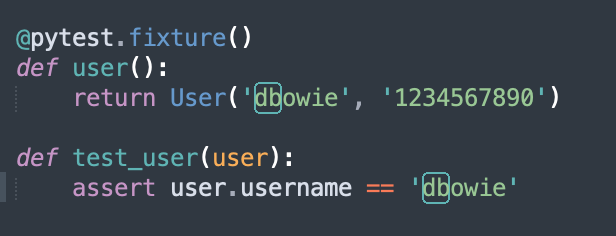 @pytest.fixture()
def user():
    return User('dbowie', '1234567890')

def test_user(user):
    assert user.username == 'dbowie'